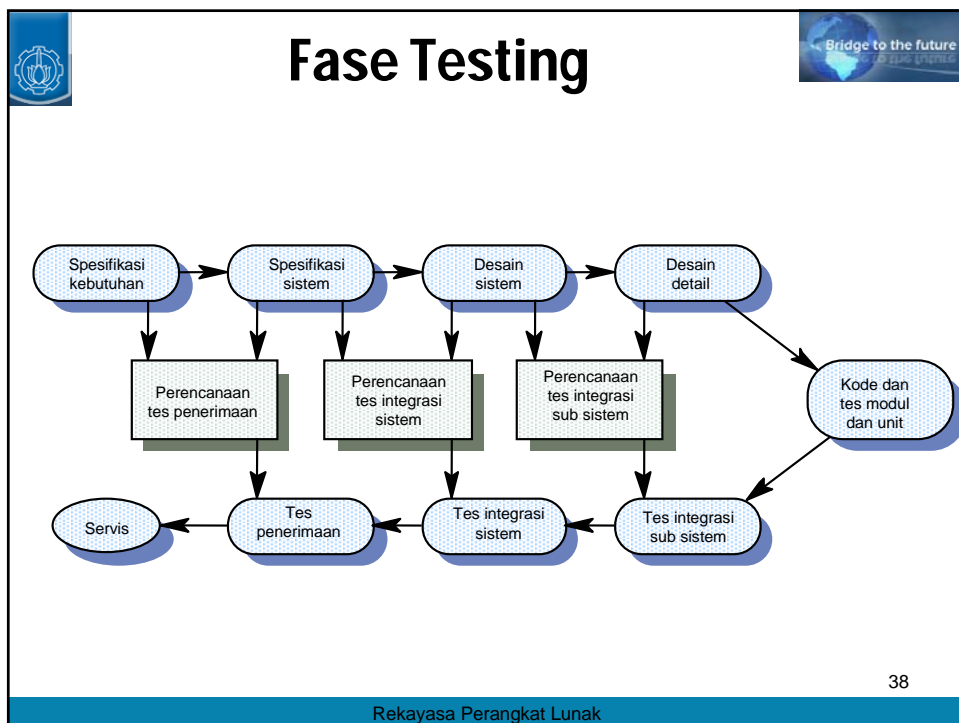 Fase Testing
Bridge to the future
Spesifikasi
kebutuhan
Spesifikasi
sistem
Desain
sistem
Desain
detail
Perencanaan
tes penerimaan
Perencanaan
tes integrasi
sistem
Perencanaan
tes integrasi
sub sistem
Kode dan
tes modul
dan unit
Servis
Tes
penerimaan
Tes integrasi
sistem
Tes integrasi
sub sistem
38
Rekayasa Perangkat Lunak